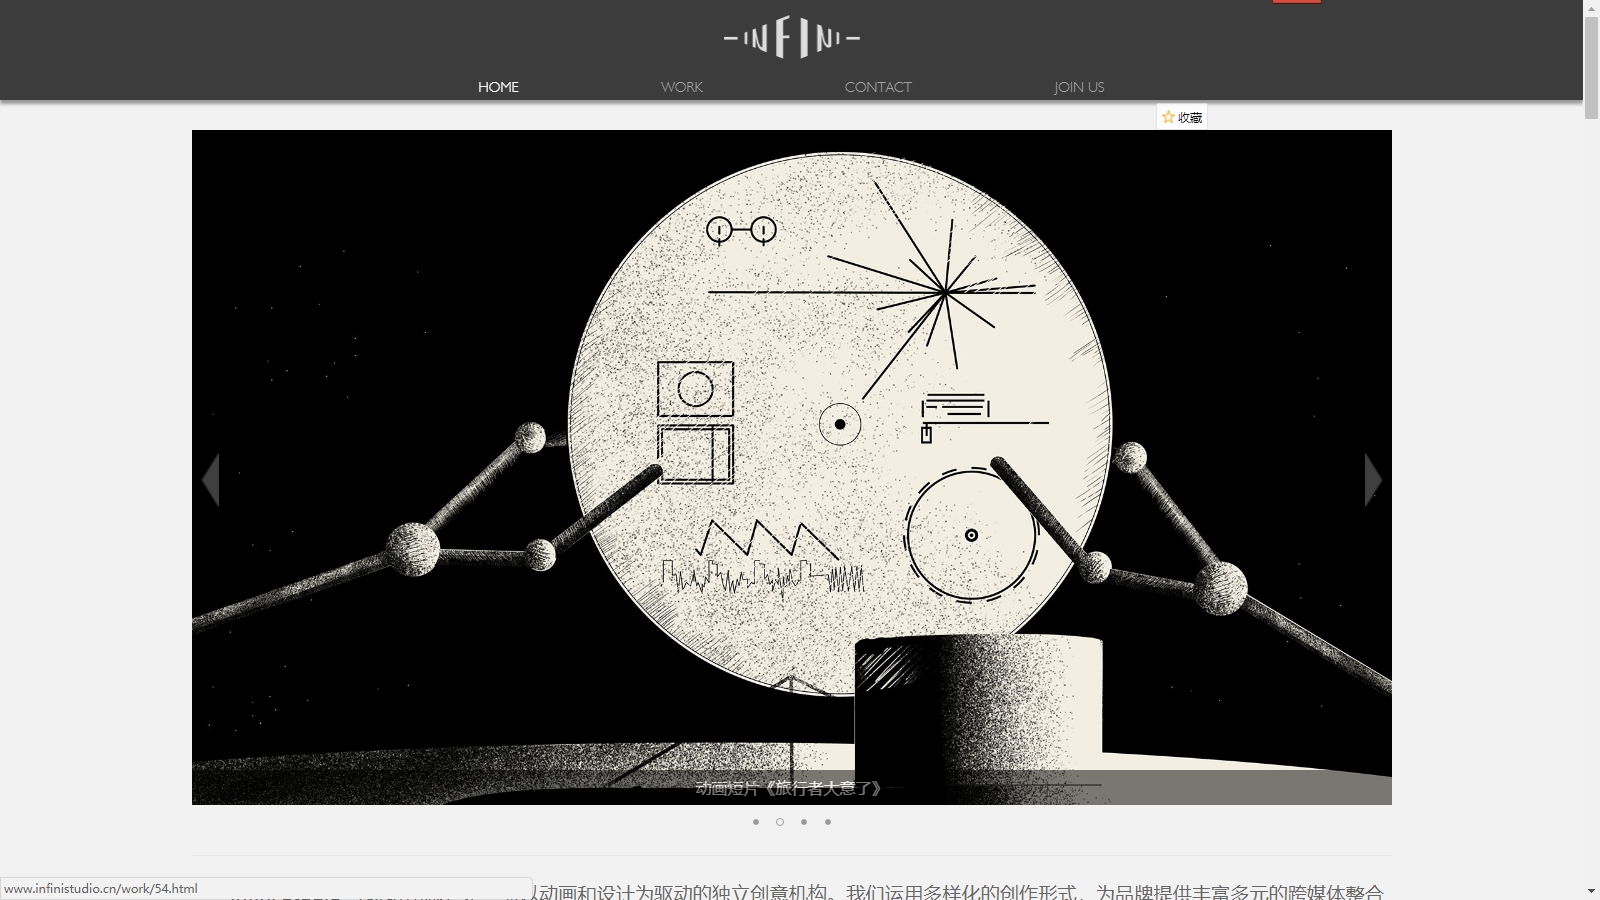 INFINI
HOME WORK CONTACT JOIN US
收藏
动画短片《旅行者大意了》
以动画和设计为驱动的独立创意机构。我们运用多样化的创作形式，为品牌提供丰富多元的跨媒体整合
www.infinistudio.cn/work/54.html